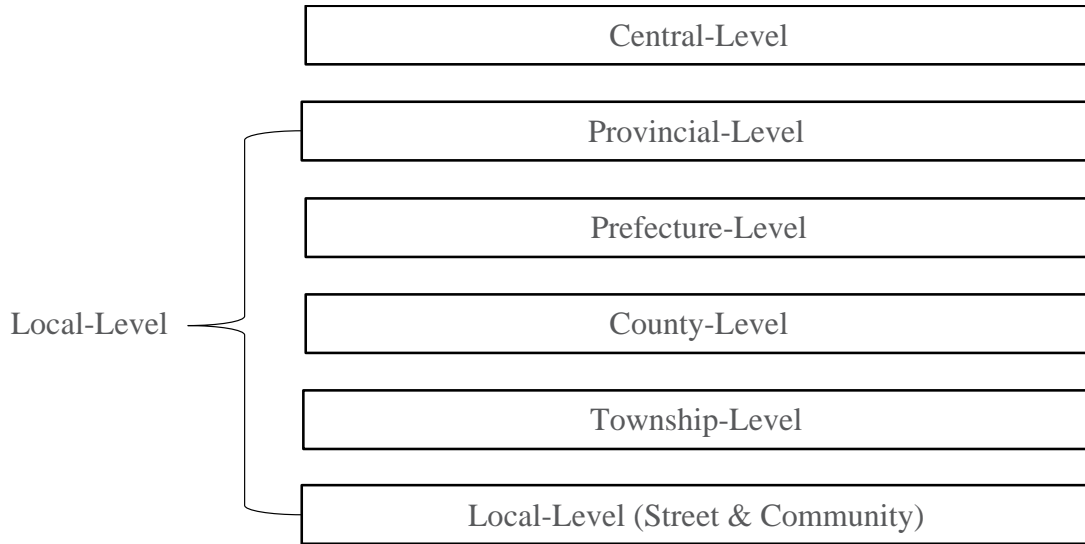 Central-Level
Provincial-Level
Prefecture-Level
Local-Level
County-Level
Township-Level
Local-Level (Street & Community)